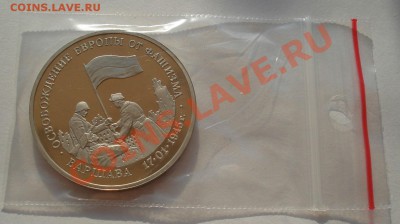 COINS.LAVE.RU
COINS.LAVE.RU
ОСВОБОЖДЕНИЕ ЕВРОПЫ ОТ ФАШИЗМА
• ВАРШАВА 17•01•1945 г. •